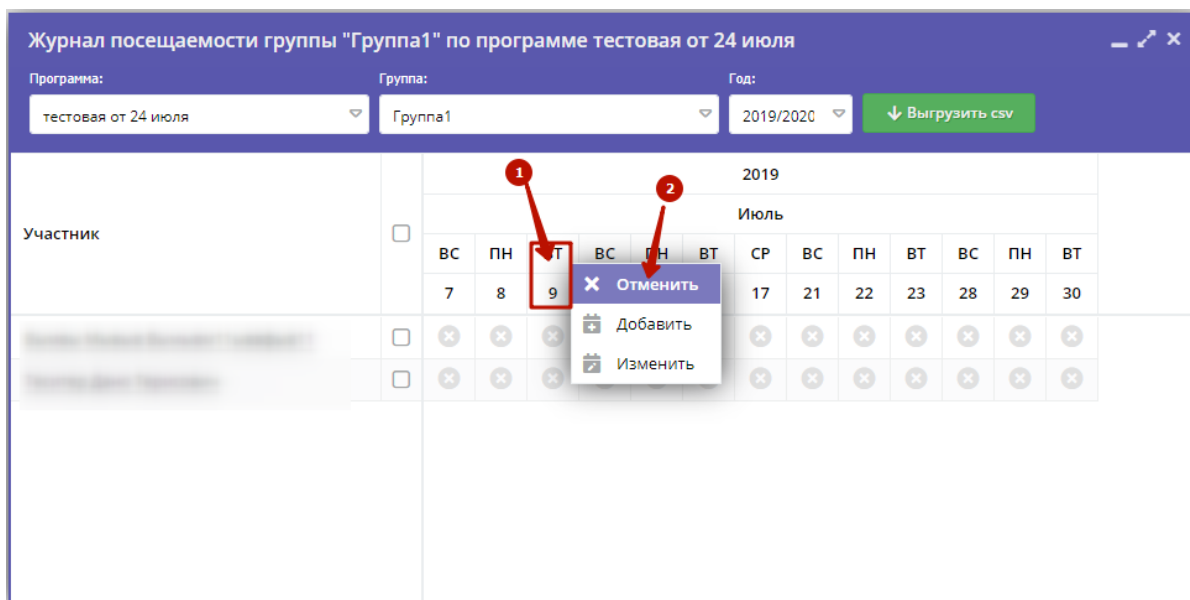 Журнал посещаемости группы "Группа1" по программе тестовая от 24 июля
Программа: Группа: Год:
тестовая от 24 июля Группа1 2019/2020 Выгрузить csv
1 2
2019
Июль
Участник
ВС ПН ВТ ВС ПН ВТ СР ВС ПН ВТ ВС ПН ВТ
7 8 9 17 21 22 23 28 29 30
Отменить
Добавить
Изменить